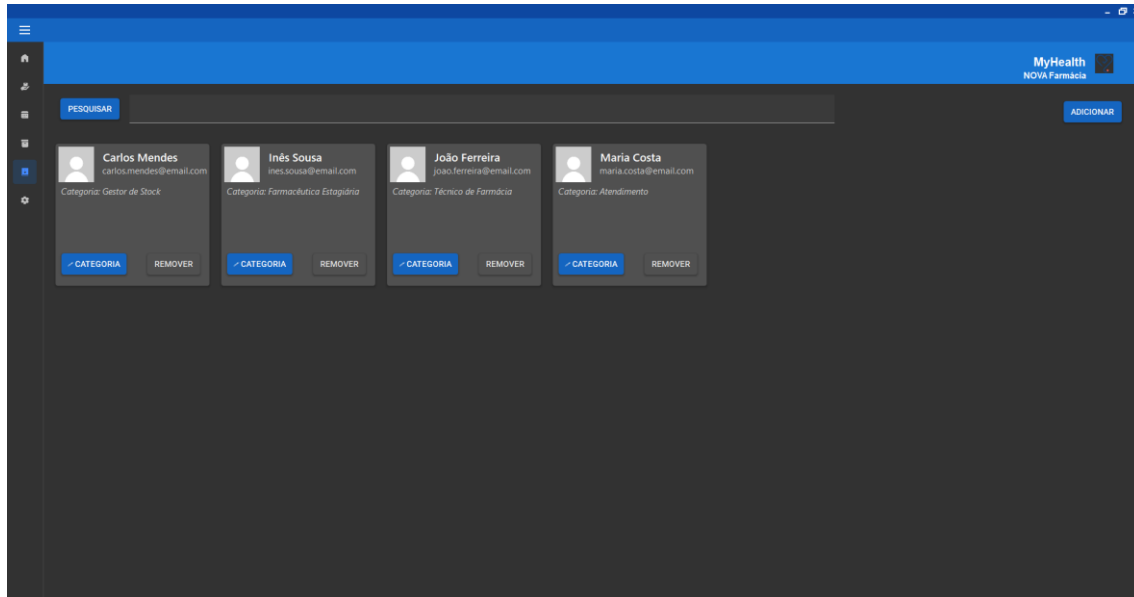 MyHealth
NOVA Farmácia
PESQUISAR
ADICIONAR
Carlos Mendes
carlos.mendes@email.com
Categoria: Gestor de Stock
CATEGORIA
REMOVER
Inês Sousa
ines.sousa@email.com
Categoria: Farmacêutica Estagiária
CATEGORIA
REMOVER
João Ferreira
joao.ferreira@email.com
Categoria: Técnico de Farmácia
CATEGORIA
REMOVER
Maria Costa
maria.costa@email.com
Categoria: Atendimento
CATEGORIA
REMOVER